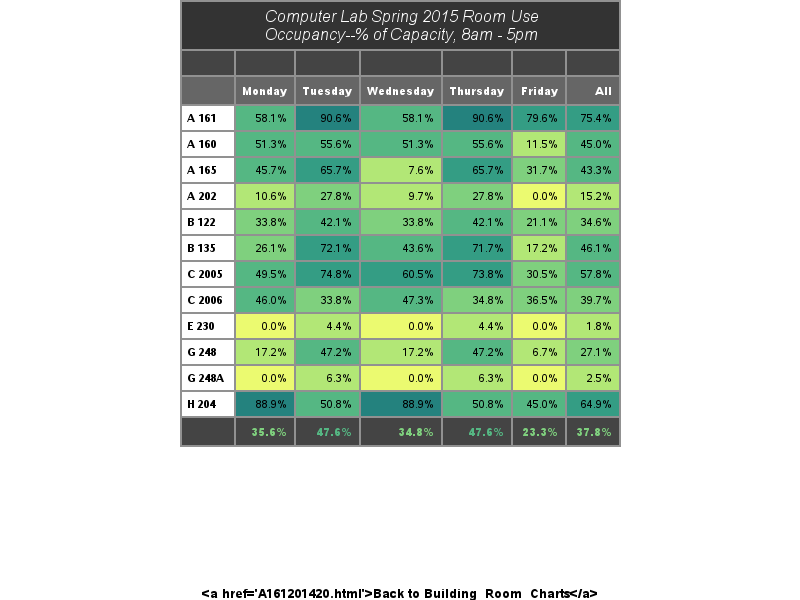 Computer Lab Spring 2015 Room Use
Occupancy--% of Capacity, 8am - 5pm
Monday Tuesday Wednesday Thursday Friday All
A 161 58.1% 90.6% 58.1% 90.6% 79.6% 75.4%
A 160 51.3% 55.6% 51.3% 55.6% 11.5% 45.0%
A 165 45.7% 65.7% 7.6% 65.7% 31.7% 43.3%
A 202 10.6% 27.8% 9.7% 27.8% 0.0% 15.2%
B 122 33.8% 42.1% 33.8% 42.1% 21.1% 34.6%
B 135 26.1% 72.1% 43.6% 71.7% 17.2% 46.1%
C 2005 49.5% 74.8% 60.5% 73.8% 30.5% 57.8%
C 2006 46.0% 33.8% 47.3% 34.8% 36.5% 39.7%
E 230 0.0% 4.4% 0.0% 4.4% 0.0% 1.8%
G 248 17.2% 47.2% 17.2% 47.2% 6.7% 27.1%
G 248A 0.0% 6.3% 0.0% 6.3% 0.0% 2.5%
H 204 88.9% 50.8% 88.9% 50.8% 45.0% 64.9%
35.6% 47.6% 34.8% 47.6% 23.3% 37.8%
<a href='A161201420.html'>Back to Building_Room_Charts</a>